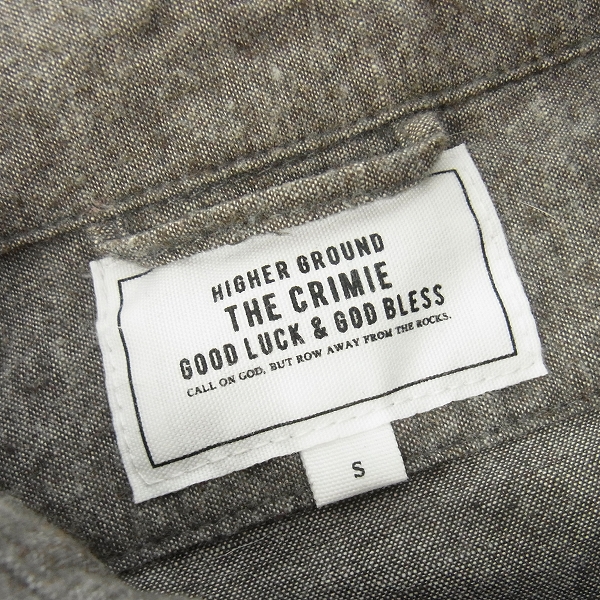 HIGHER GROUND
THE CRIMIE
GOOD LUCK & GOD BLESS
CALL ON GOD, BUT ROW AWAY FROM THE ROCKS.
S